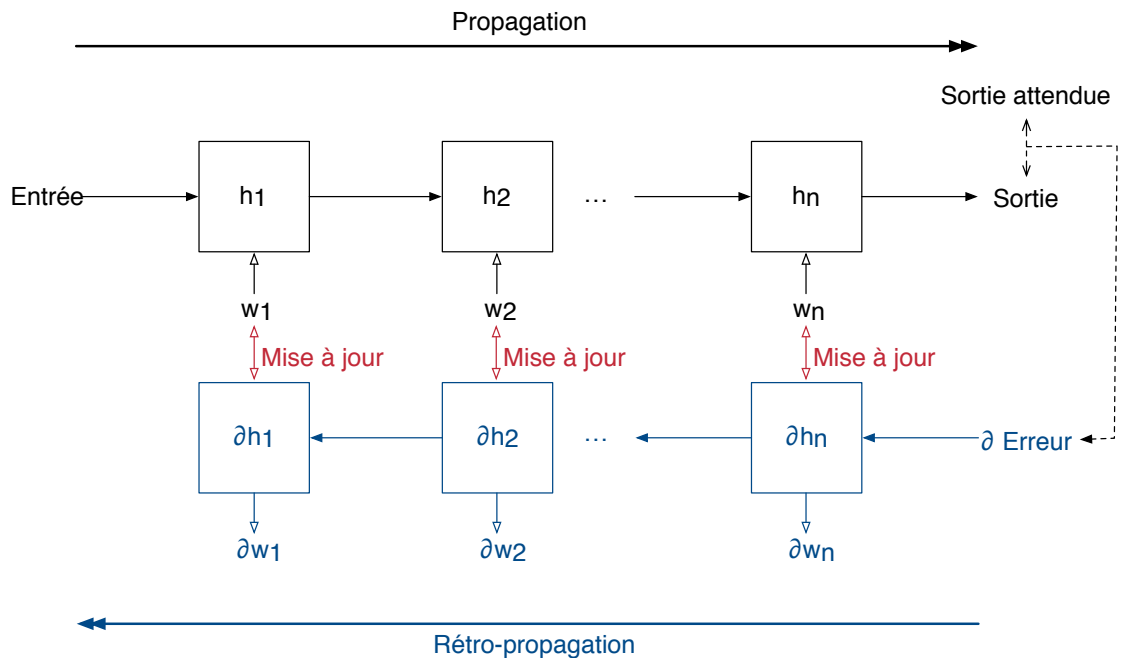 Propagation
Sortie attendue
Entrée
h1
h2
...
hn
Sortie
w1
w2
wn
Mise à jour
Mise à jour
Mise à jour
∂h1
∂h2
...
∂hn
∂ Erreur
∂w1
∂w2
∂wn
Rétro-propagation